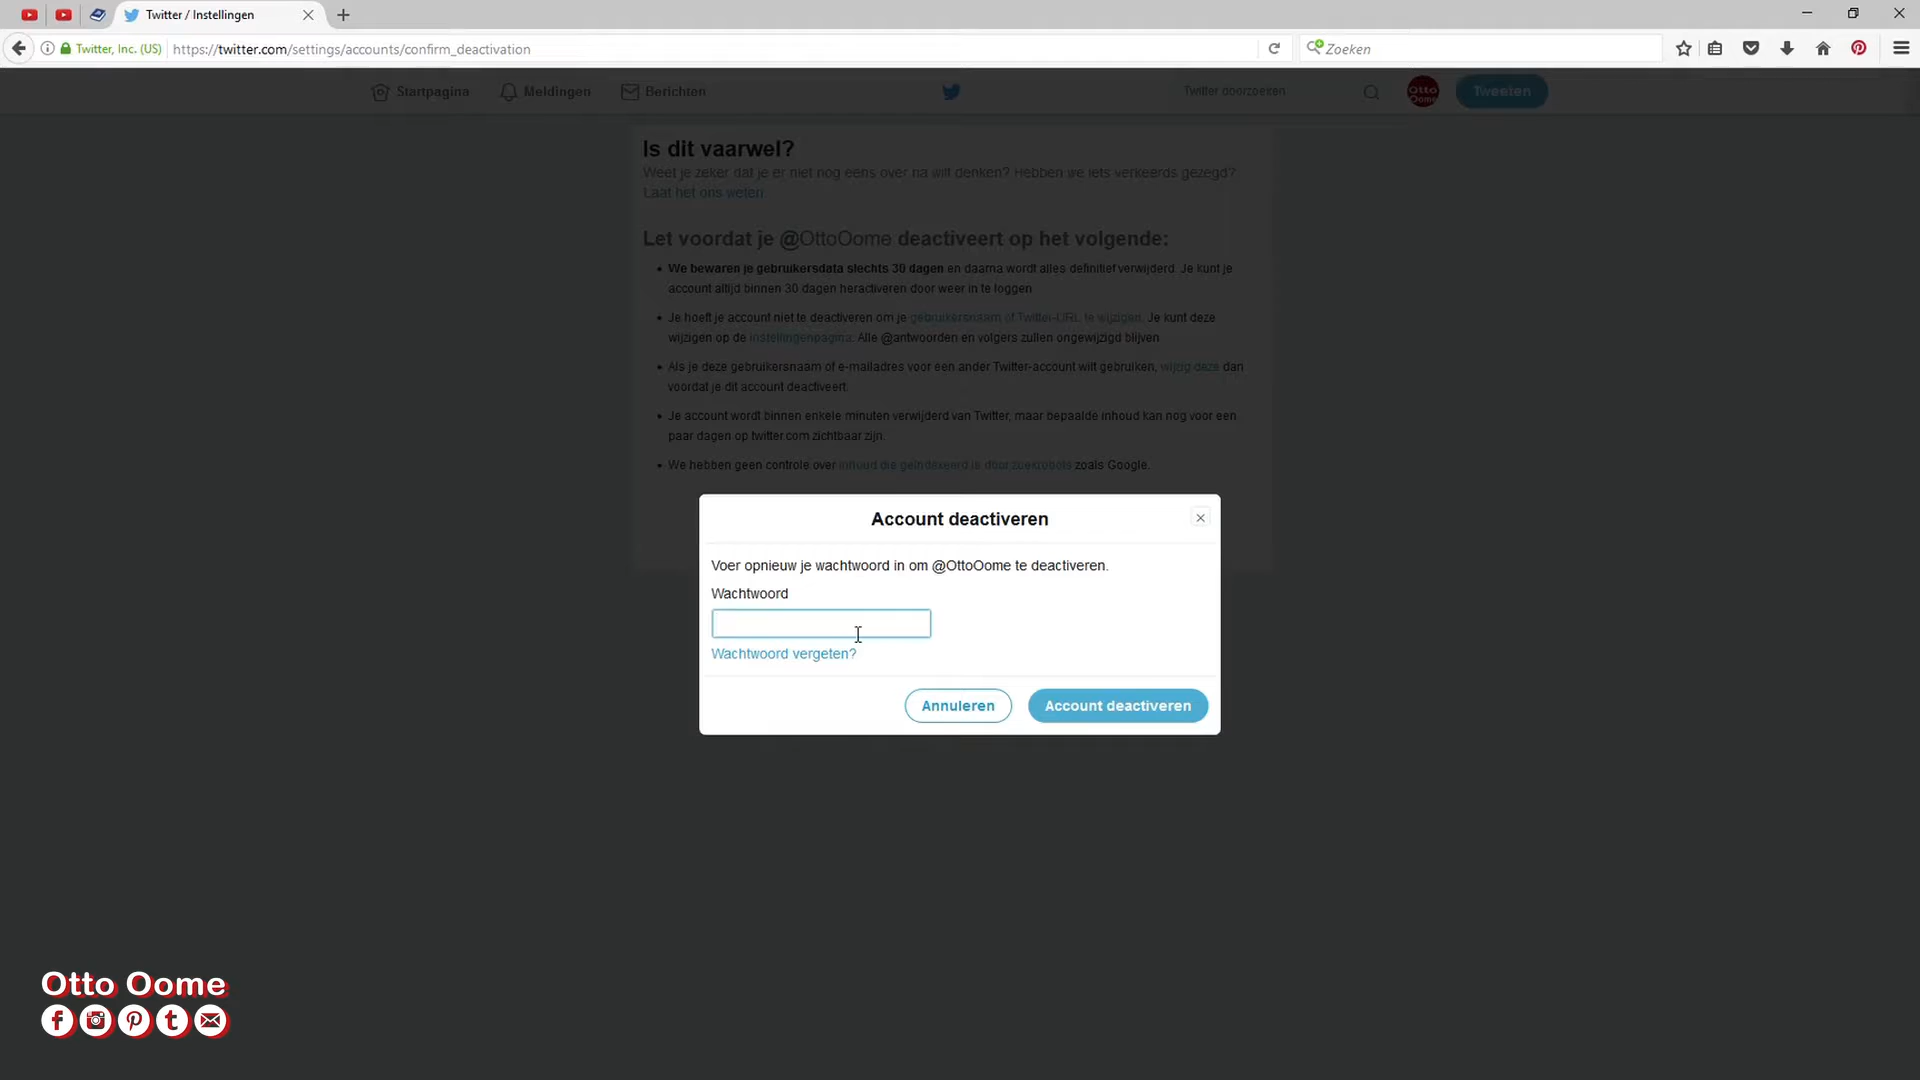 Twitter / Instellingen
Twitter, Inc. (US)
https://twitter.com/settings/accounts/confirm_deactivation
Zoeken
Startpagina
Meldingen
Berichten
Twitter doorzoeken
Otto
Oome
Tweeten
Is dit vaarwel?
Weet je zeker dat je er niet nog eens over na wilt denken? Hebben we iets verkeerds gezegd?
Laat het ons weten
Let voordat je @OttoOome deactiveert op het volgende:
• We bewaren je gebruikersdata slechts 30 dagen en daarna wordt alles definitief verwijderd. Je kunt je
account altijd binnen 30 dagen heractiveren door weer in te loggen.
• Je hoeft je account niet te deactiveren om je gebruikersnaam of Twitter-URL te wijzigen. Je kunt deze
wijzigen op de instellingenpagina. Alle @antwoorden en volgers zullen ongewijzigd blijven.
• Als je deze gebruikersnaam of e-mailadres voor een ander Twitter-account wilt gebruiken, wijzig deze dan
voordat je dit account deactiveert.
• Je account wordt binnen enkele minuten verwijderd van Twitter, maar bepaalde inhoud kan nog voor een
paar dagen op twitter.com zichtbaar zijn.
• We hebben geen controle over inhoud die geïndexeerd is door zoekrobots zoals Google.
Account deactiveren
Voer opnieuw je wachtwoord in om @OttoOome te deactiveren.
Wachtwoord
Wachtwoord vergeten?
Annuleren
Account deactiveren
Otto Oome